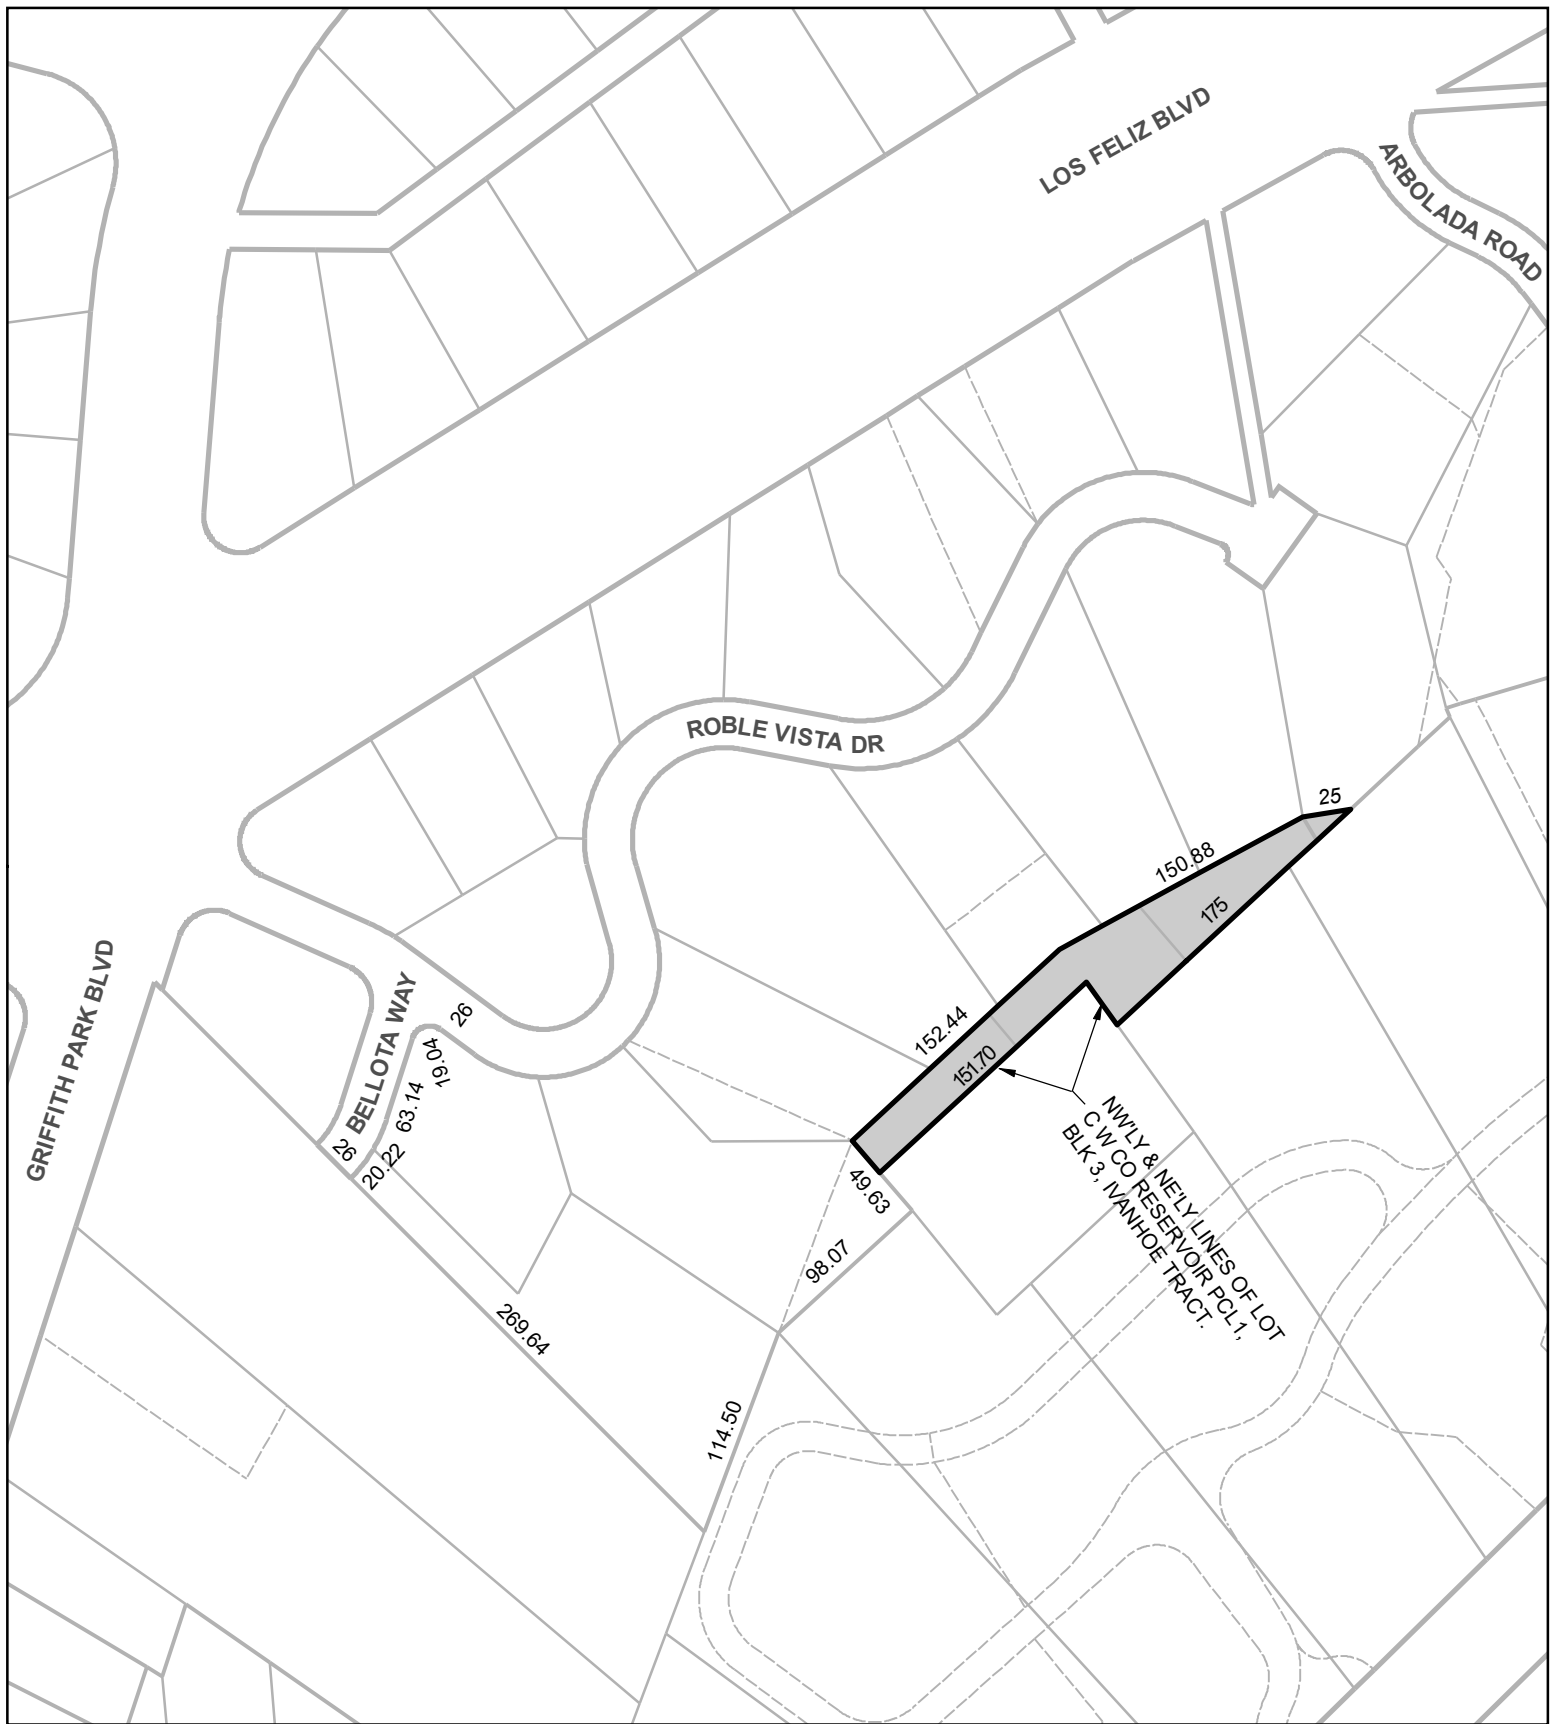 LOS FELIZ BLVD
ARBOLADA ROAD
ROBLE VISTA DR
25
150.88
175
GRIFFITH PARK BLVD
BELLOTA WAY
26
19.04
63.14
26
20.22
152.44
151.70
NW'LY & NE'LY LINES OF LOT
C W CO RESERVOIR PCL1,
BLK 3, IVANHOE TRACT.
49.63
98.07
269.64
114.50